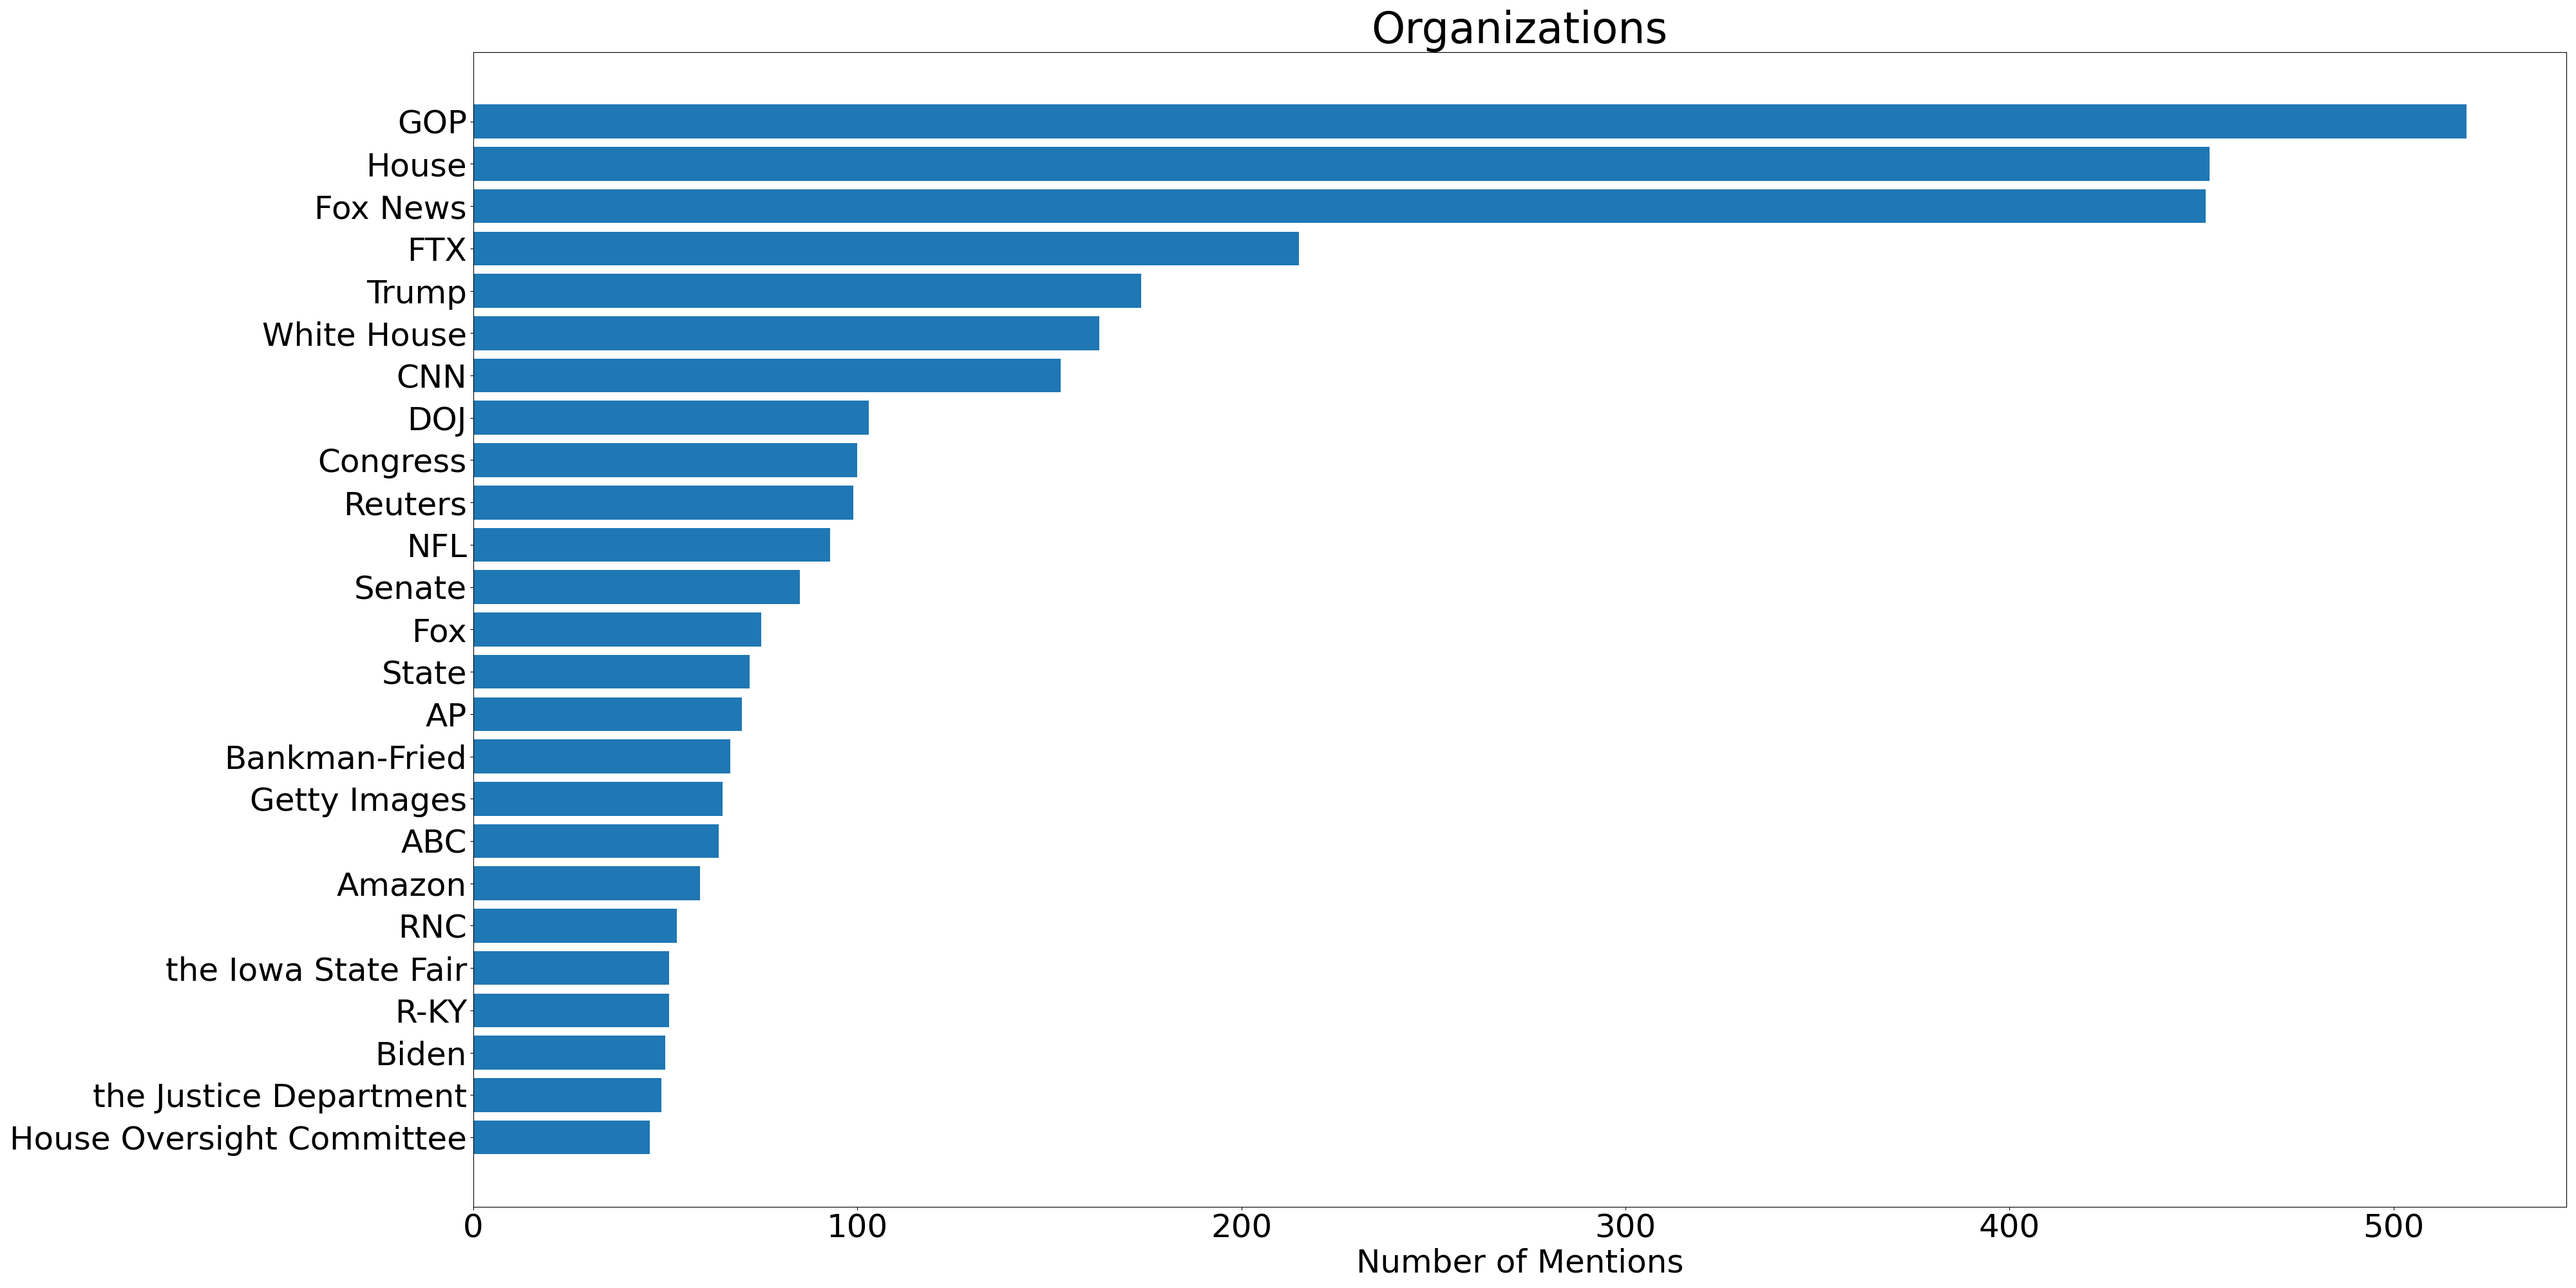 Organizations
GOP
House
Fox News
FTX
Trump
White House
CNN
DOJ
Congress
Reuters
NFL
Senate
Fox
State
AP
Bankman-Fried
Getty Images
ABC
Amazon
RNC
the Iowa State Fair
R-KY
Biden
the Justice Department
House Oversight Committee
0 100 200 300 400 500
Number of Mentions